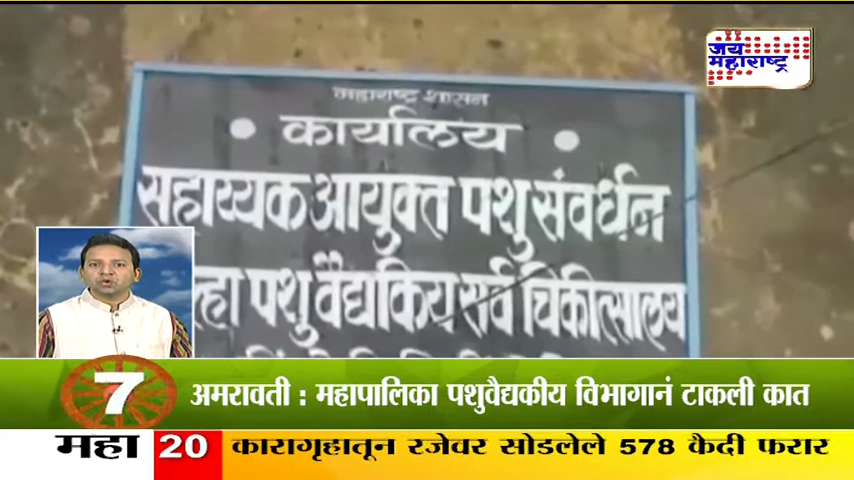 जय
महाराष्ट्र
महाराष्ट्र शासन
कार्यालय
सहाय्यक आयुक्त पशु संवर्धन
ल्हा पशु वैद्यकिय सर्व चिकीत्सालय
7
अमरावती : महापालिका पशुवैद्यकीय विभागानं टाकली कात
महा 20 कारागृहातून रजेवर सोडलेले 578 कैदी फरार